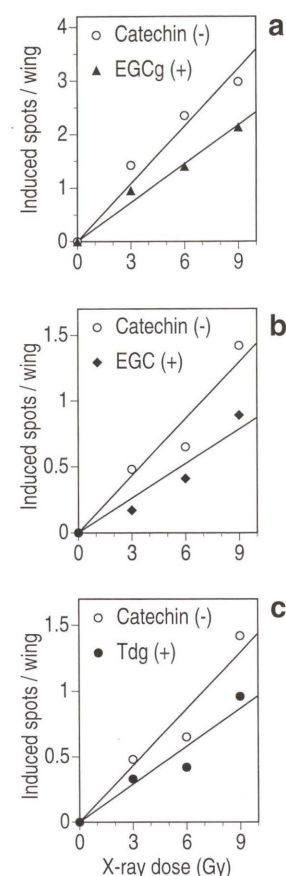 a
4
Catechin (-)
EGCg (+)
3
2
1
0
0 3 6 9
Induced spots / wing
b
1.5
Catechin (-)
EGC (+)
1
0.5
0
0 3 6 9
Induced spots / wing
c
1.5
Catechin (-)
Tdg (+)
1
0.5
0
0 3 6 9
Induced spots / wing
X-ray dose (Gy)